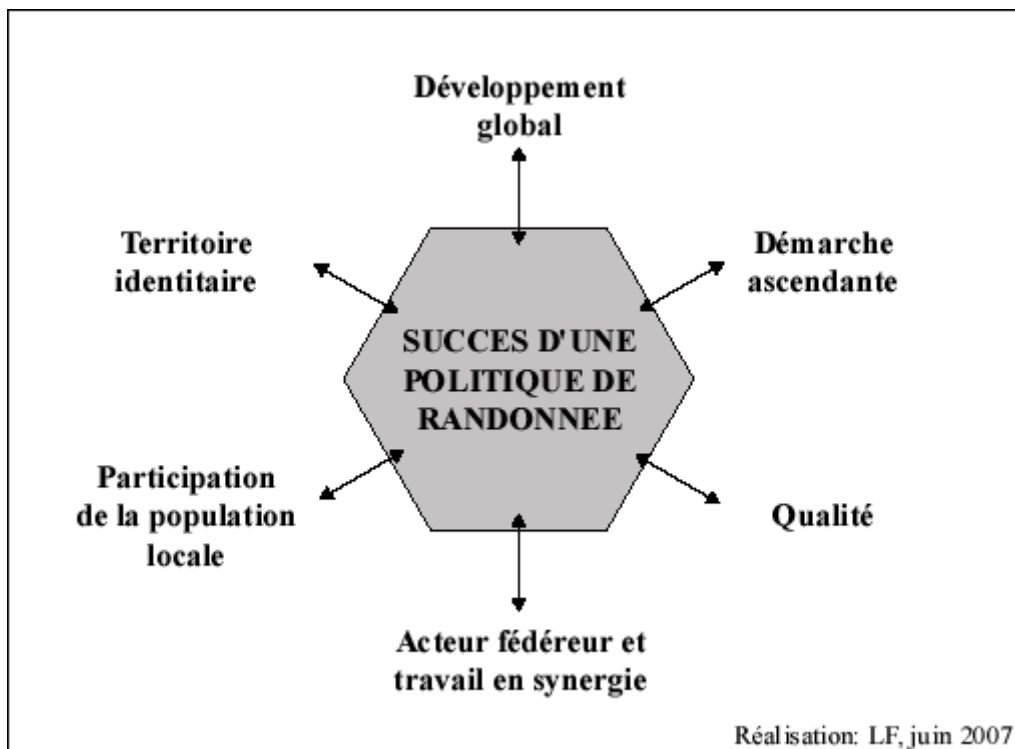 Développement
global
Territoire
identitaire
Démarche
ascendante
SUCCES D'UNE
POLITIQUE DE
RANDONNEE
Participation
de la population
locale
Qualité
Acteur fédéreur et
travail en synergie
Réalisation: LF, juin 2007